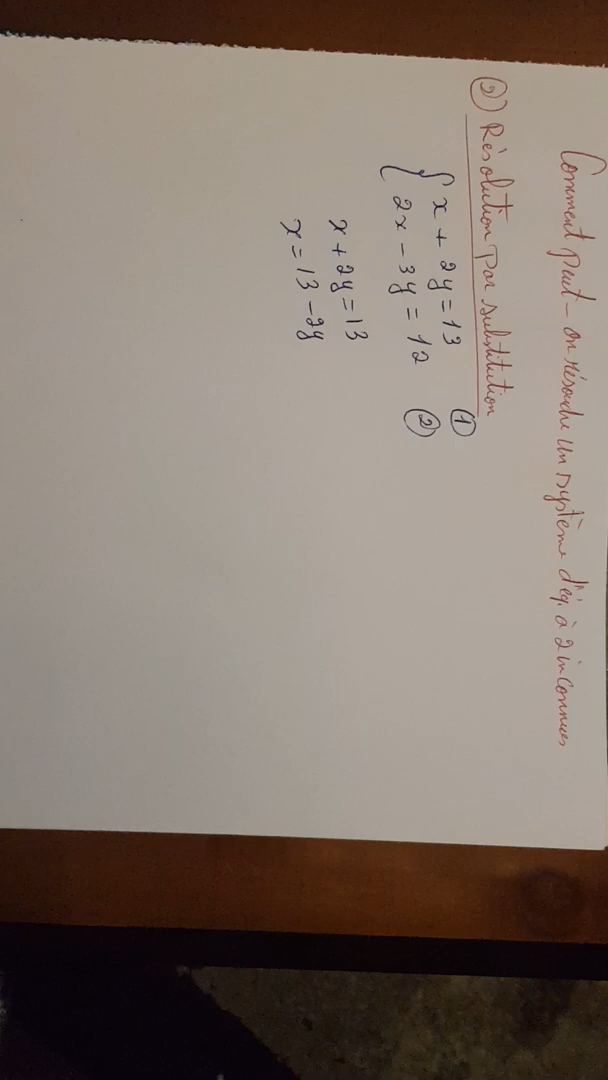 Comment peut-on résoudre un système d'éq. à 2 inconnues
② Résolution par substitution
{ x + 2y = 13 ①
2x - 3y = 12 ②
x + 2y = 13
x = 13 - 2y